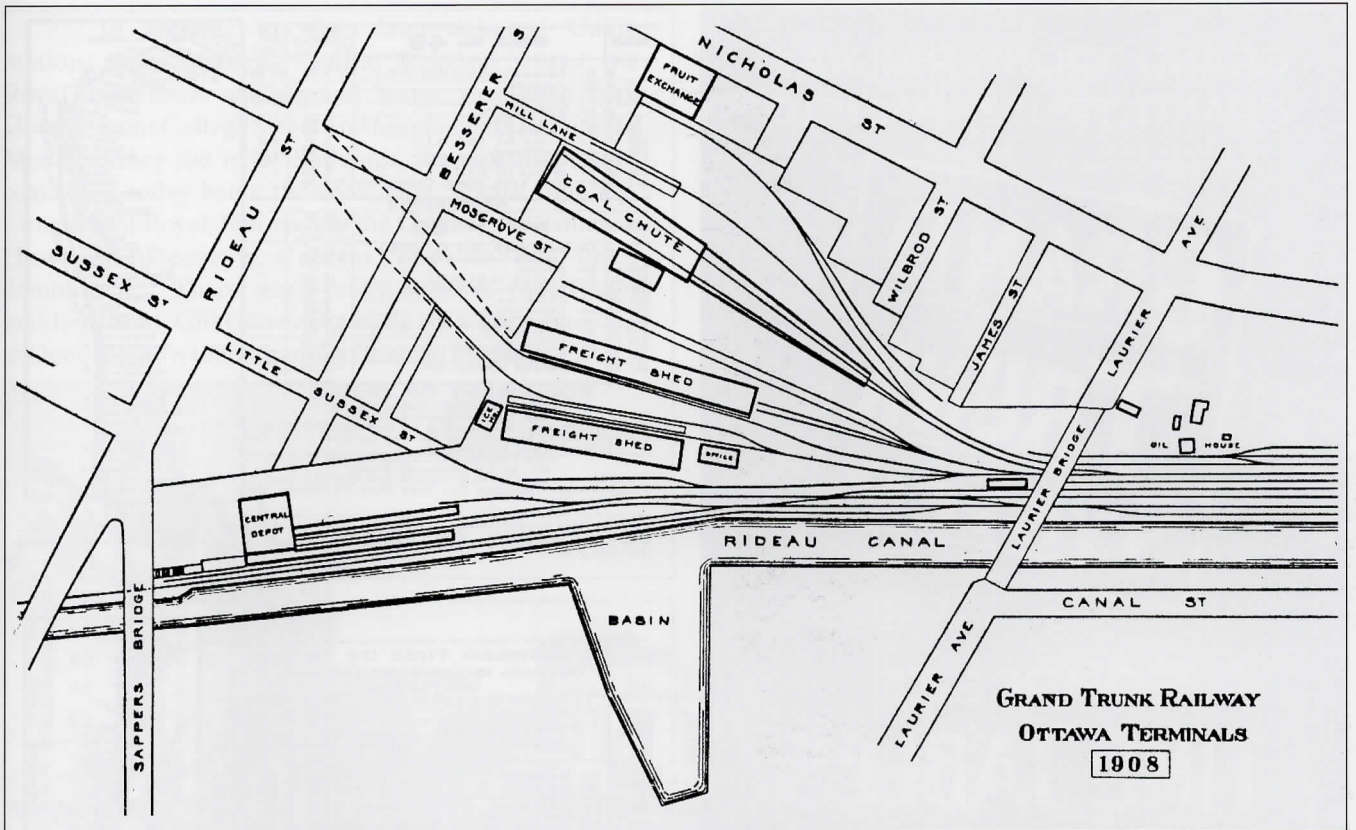 NICHOLAS ST
FRUIT
EXCHANGE
BESSERER S
MILL LANE
COAL CHUTE
MOSGROVE ST
RIDEAU ST
SUSSEX ST
WILBROD ST
JAMES ST
LAURIER AVE
LITTLE SUSSEX ST
FREIGHT SHED
ICE
FREIGHT SHED
OFFICE
OIL HOUSE
LAURIER BRIDGE
CENTRAL
DEPOT
RIDEAU CANAL
CANAL ST
BASIN
SAPPERS BRIDGE
LAURIER AVE
GRAND TRUNK RAILWAY
OTTAWA TERMINALS
1908